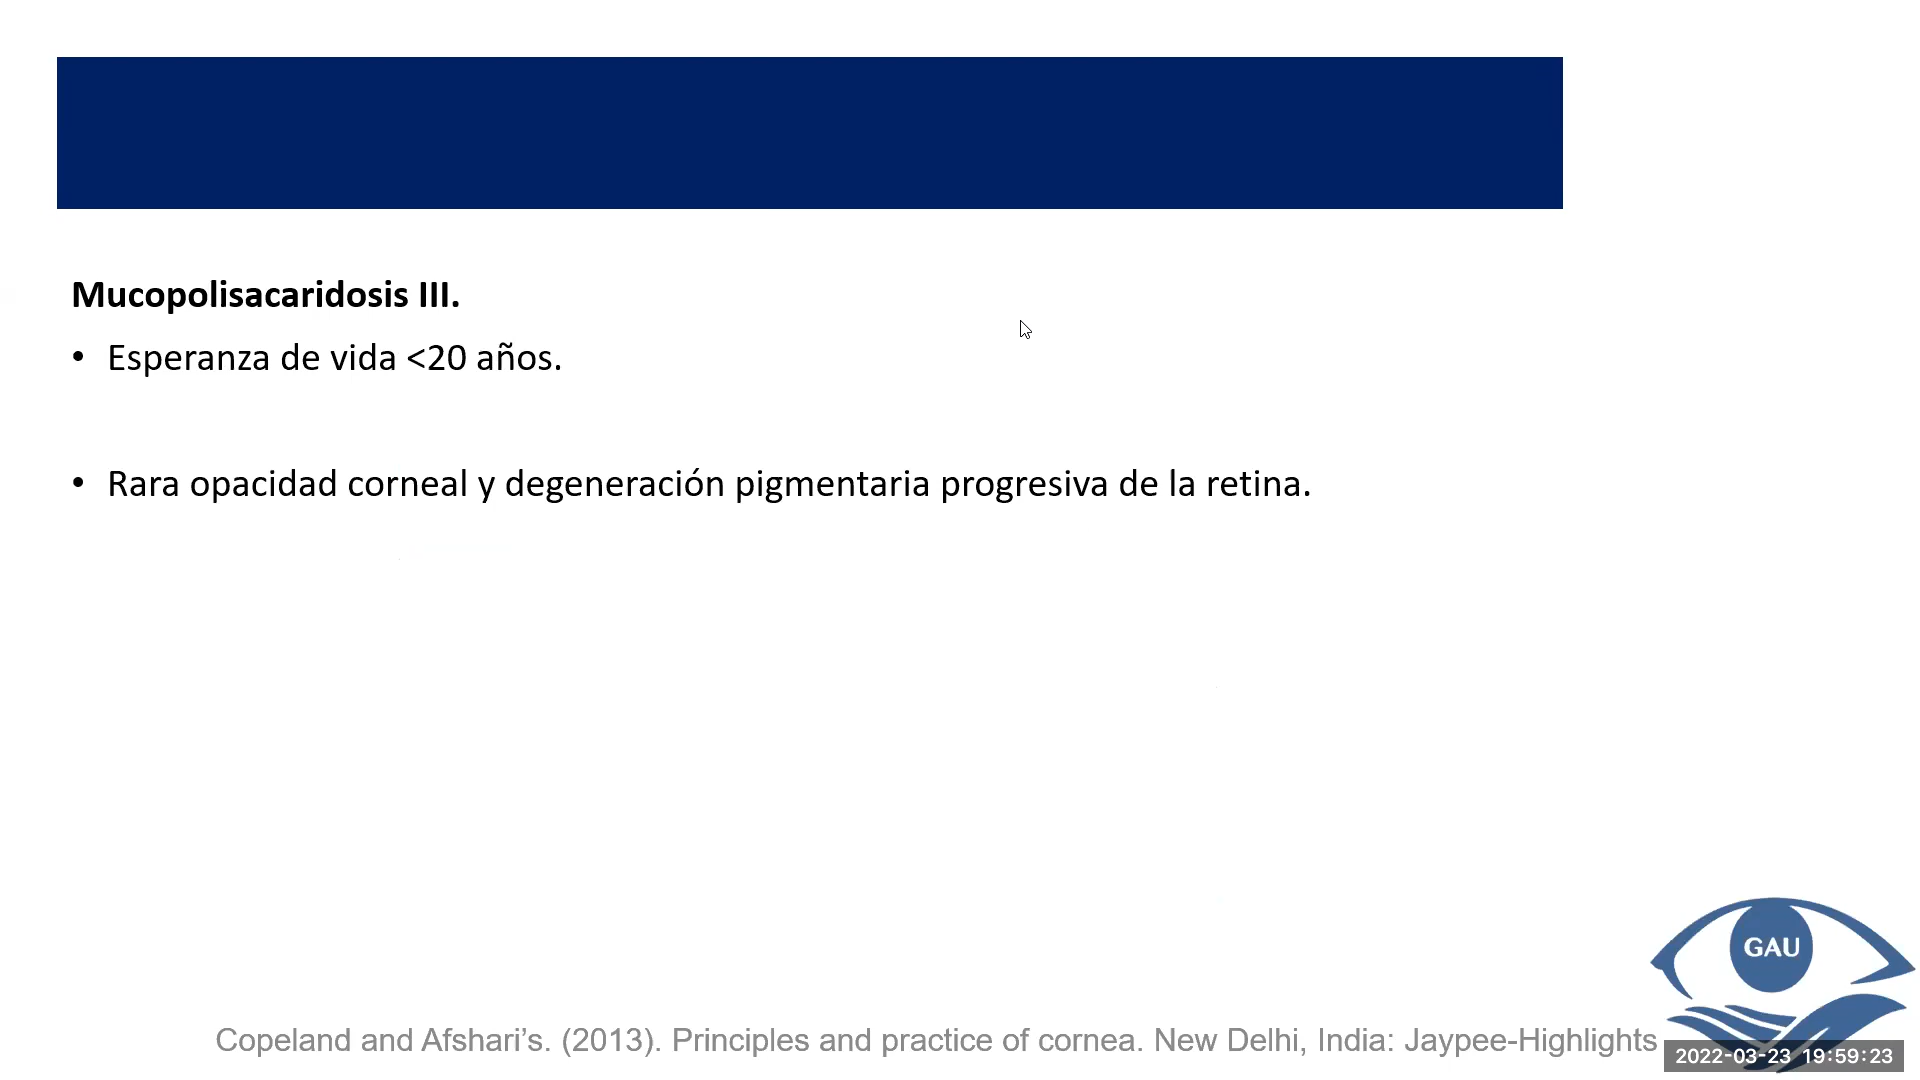 Mucopolisacaridosis III.
• Esperanza de vida <20 años.
• Rara opacidad corneal y degeneración pigmentaria progresiva de la retina.
GAU
Copeland and Afshari’s. (2013). Principles and practice of cornea. New Delhi, India: Jaypee-Highlights
2022-03-23 19:59:23